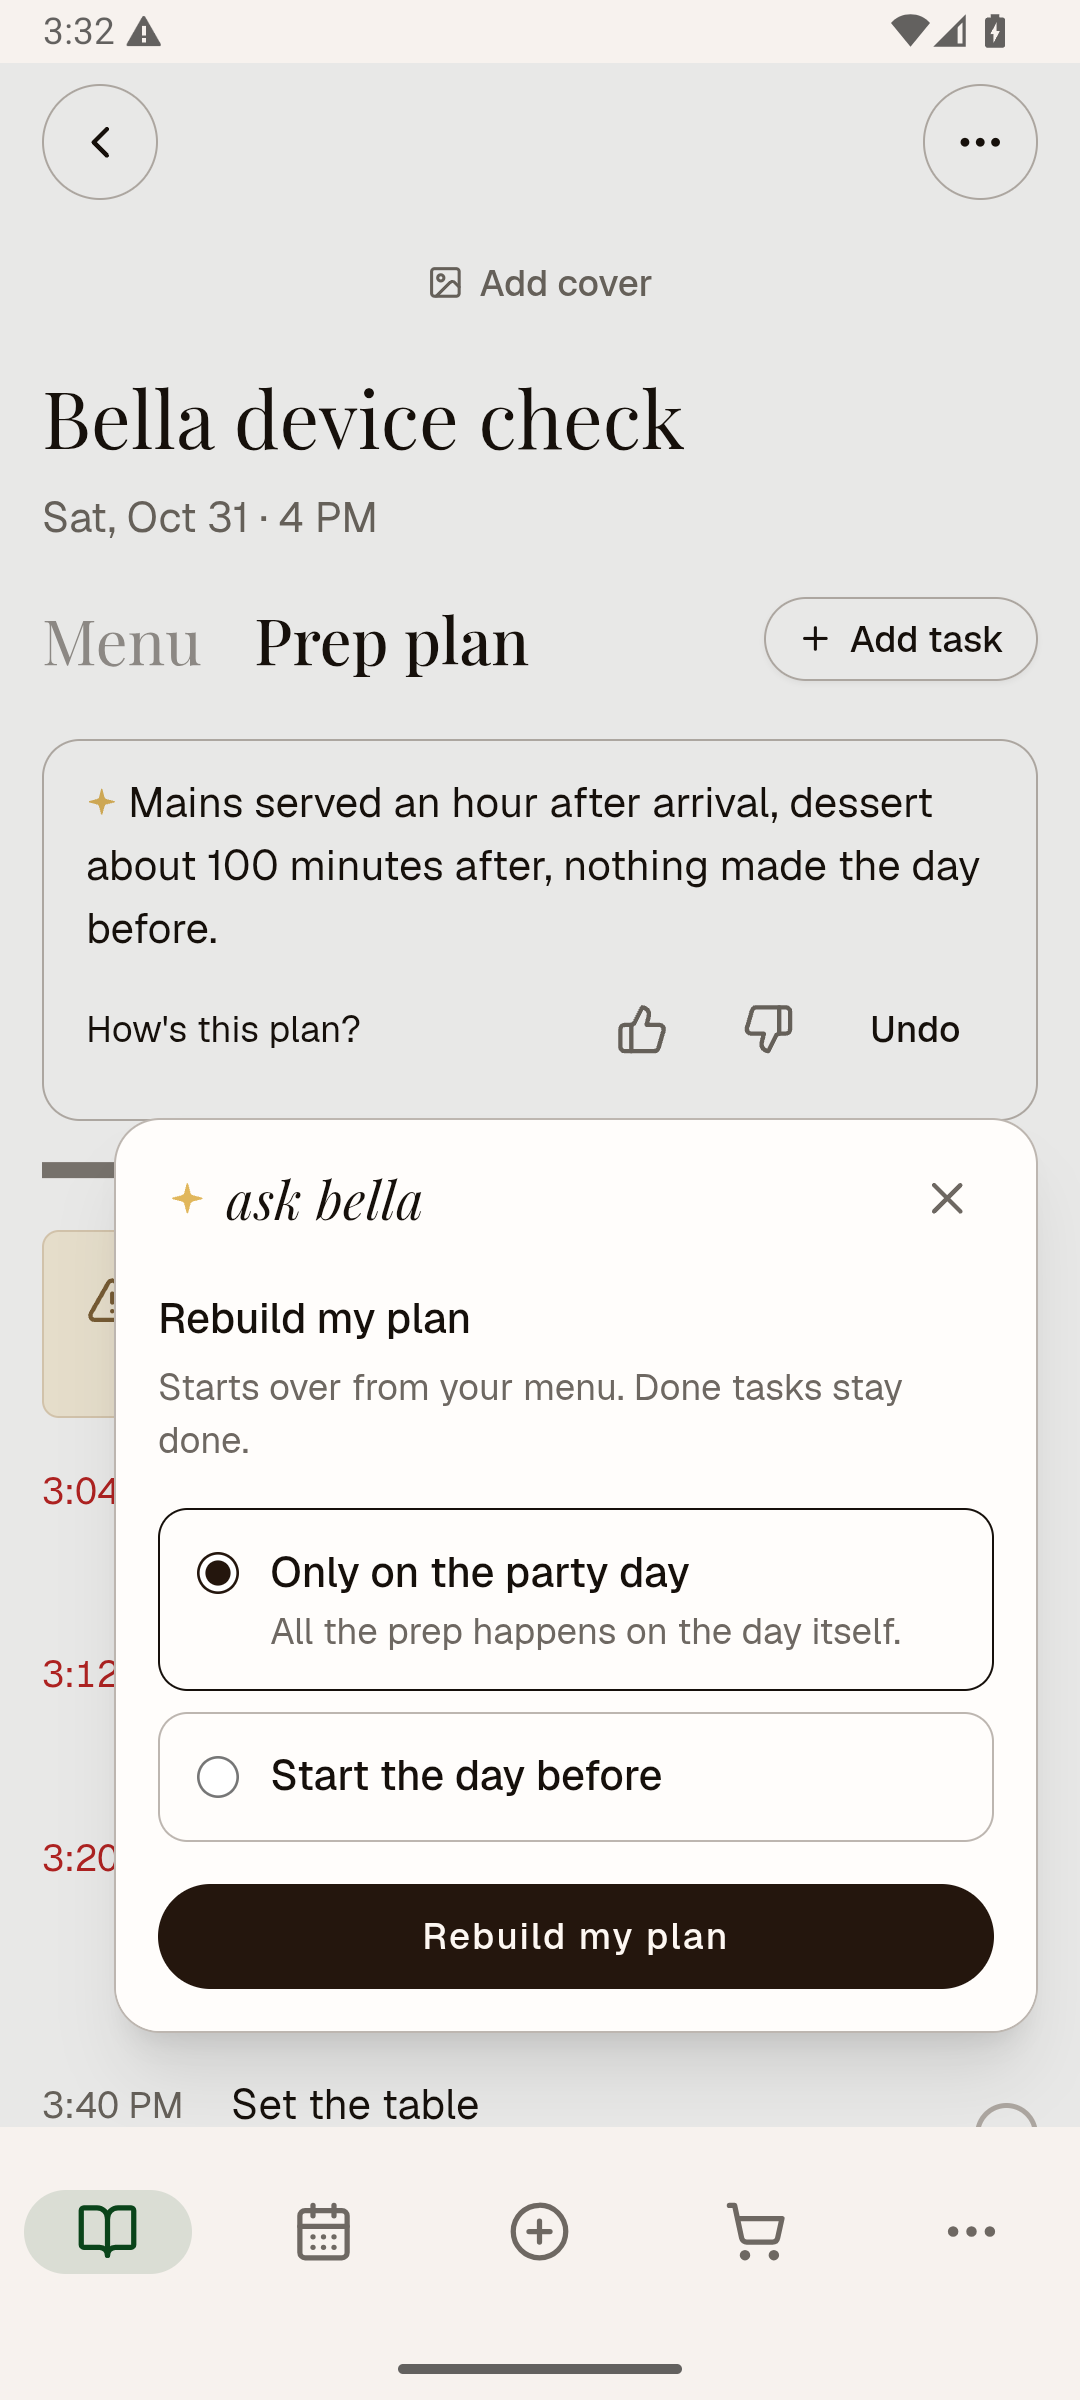 3:32
Add cover
Bella device check
Sat, Oct 31 · 4 PM
Menu Prep plan + Add task
Mains served an hour after arrival, dessert
about 100 minutes after, nothing made the day
before.
How's this plan? Undo
ask bella
Rebuild my plan
Starts over from your menu. Done tasks stay
done.
3:04
Only on the party day
All the prep happens on the day itself.
3:12
Start the day before
3:20
Rebuild my plan
3:40 PM Set the table